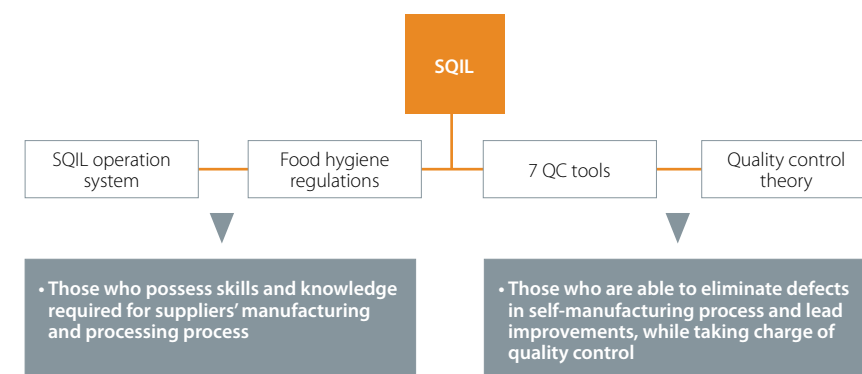 SQIL
SQIL operation
system
Food hygiene
regulations
7 QC tools
Quality control
theory
• Those who possess skills and knowledge
required for suppliers’ manufacturing
and processing process
• Those who are able to eliminate defects
in self-manufacturing process and lead
improvements, while taking charge of
quality control